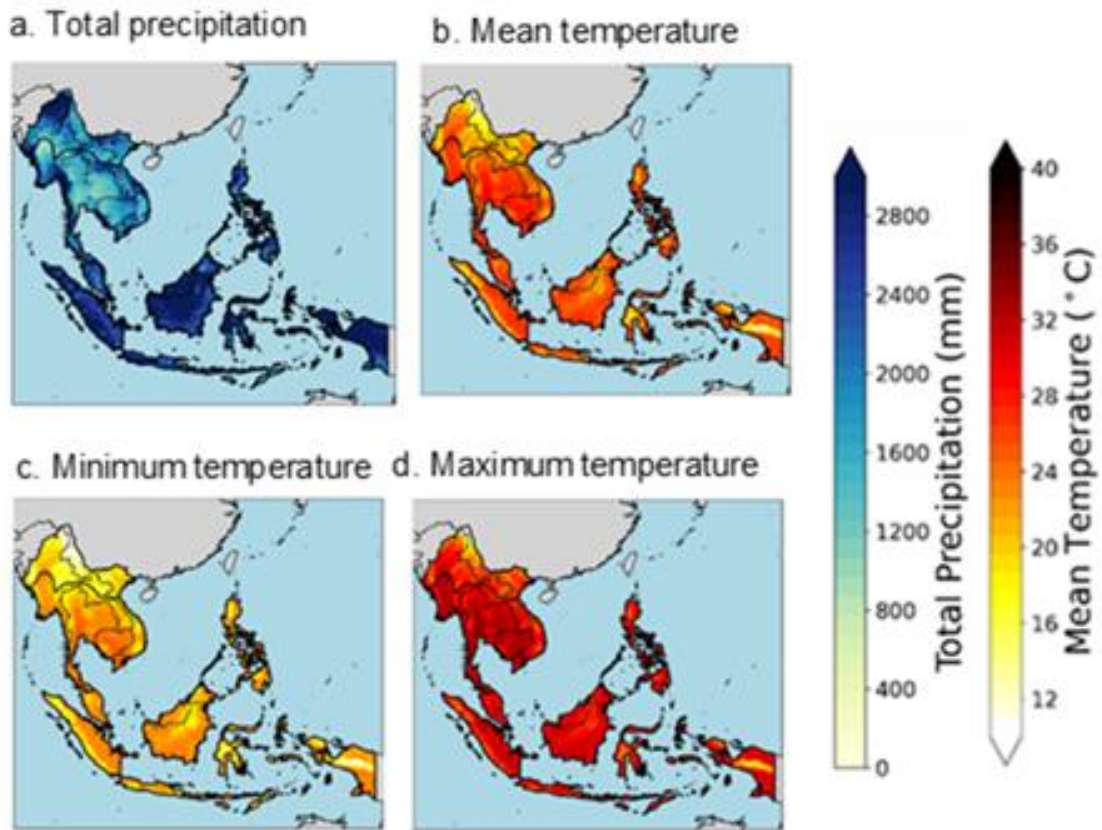 a. Total precipitation
b. Mean temperature
c. Minimum temperature
d. Maximum temperature
2800
2400
2000
1600
1200
800
400
0
Total Precipitation (mm)
40
36
32
28
24
20
16
12
Mean Temperature (°C)